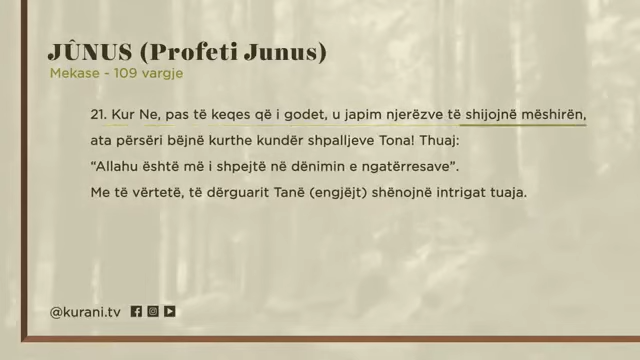 JÛNUS (Profeti Junus)
Mekase - 109 vargje
21. Kur Ne, pas të keqes që i godet, u japim njerëzve të shijojnë mëshirën,
ata përsëri bëjnë kurthe kundër shpalljeve Tona! Thuaj:
“Allahu është më i shpejtë në dënimin e ngatërresave”.
Me të vërtetë, të dërguarit Tanë (engjëjt) shënojnë intrigat tuaja.
@kurani.tv